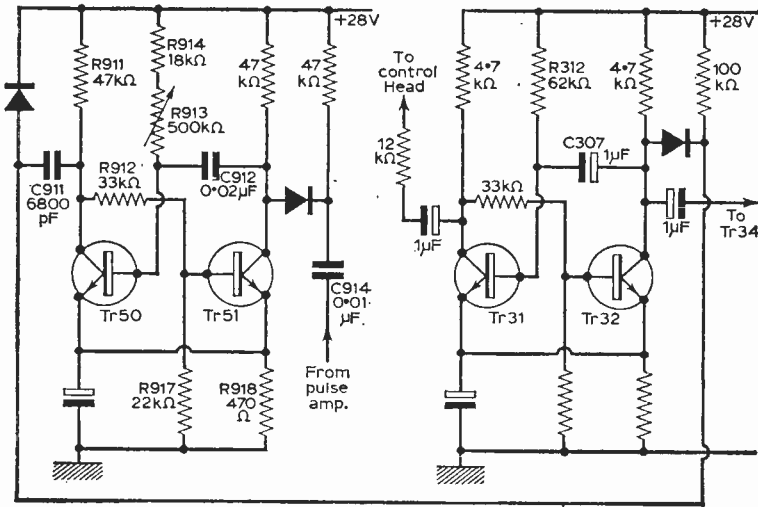 +28V
R911
47kΩ
R914
18kΩ
R913
500kΩ
47
kΩ
47
kΩ
C911
6800
pF
R912
33kΩ
C912
0·02μF
Tr50
Tr51
C914
0·01
μF
From
pulse
amp.
R917
22kΩ
R918
470
Ω
+28V
To
control
Head
4·7
kΩ
R312
62kΩ
4·7
kΩ
100
kΩ
12
kΩ
C307
1μF
33kΩ
1μF
1μF
To
Tr34
Tr31
Tr32